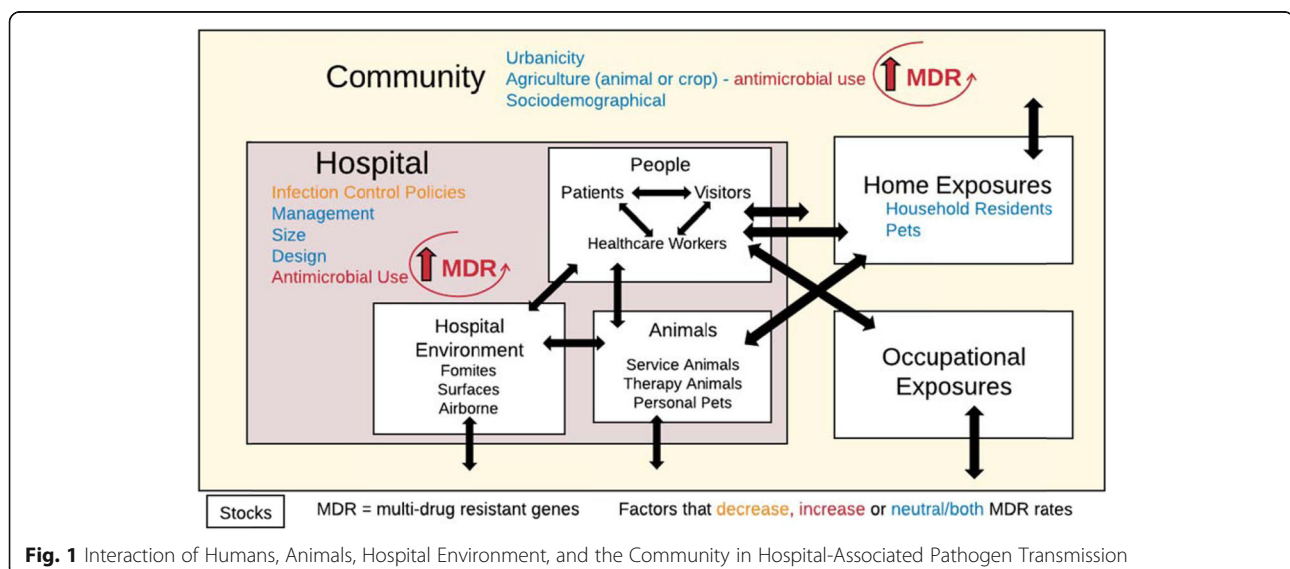 Community
Urbanicity
Agriculture (animal or crop) - antimicrobial use
Sociodemographical
MDR
Hospital
Infection Control Policies
Management
Size
Design
Antimicrobial Use
MDR
People
Patients
Visitors
Healthcare Workers
Home Exposures
Household Residents
Pets
Hospital
Environment
Fomites
Surfaces
Airborne
Animals
Service Animals
Therapy Animals
Personal Pets
Occupational
Exposures
Stocks
MDR = multi-drug resistant genes
Factors that decrease, increase or neutral/both MDR rates
Fig. 1 Interaction of Humans, Animals, Hospital Environment, and the Community in Hospital-Associated Pathogen Transmission